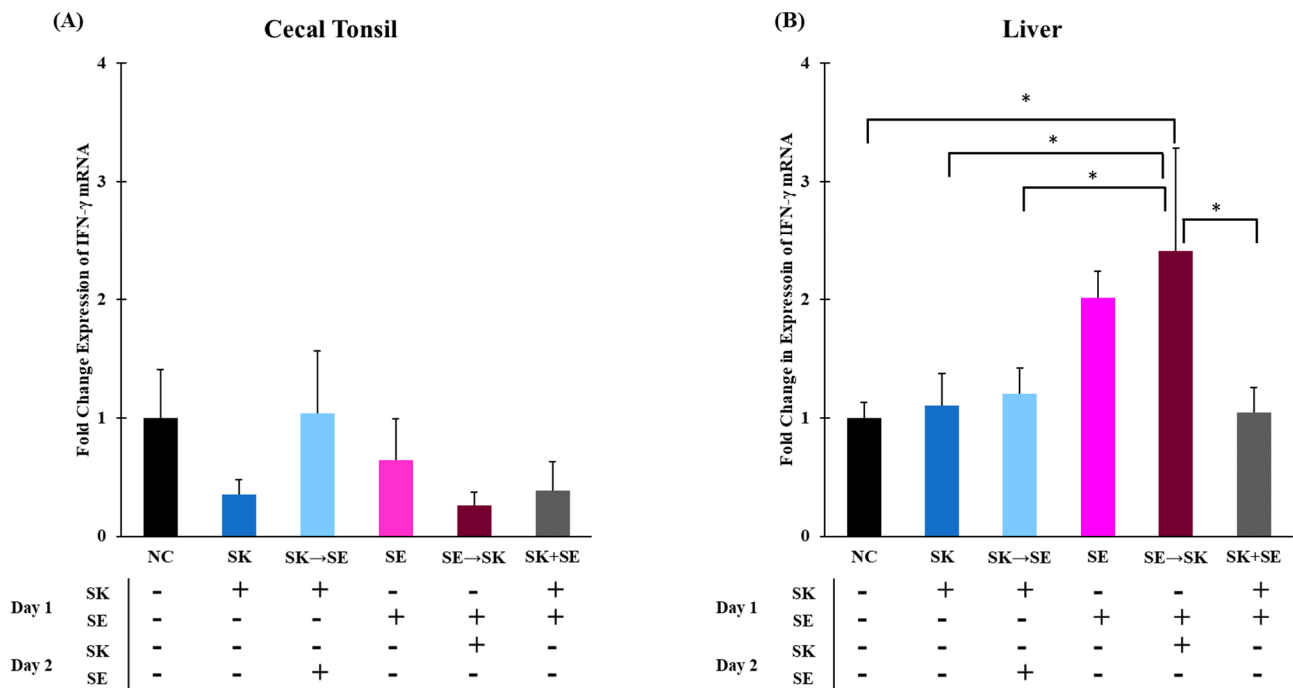 (A)
Cecal Tonsil
Fold Change Expression of IFN-γ mRNA
4
3
2
1
0
NC SK SK→SE SE SE→SK SK+SE
Day 1
SK - + + - - +
SE - - - + + +
Day 2
SK - - - - + -
SE - - + - - -
(B)
Liver
Fold Change in Expressoin of IFN-γ mRNA
4
3
2
1
0
*
*
*
*
NC SK SK→SE SE SE→SK SK+SE
Day 1
SK - + + - - +
SE - - - + + +
Day 2
SK - - - - + -
SE - - + - - -